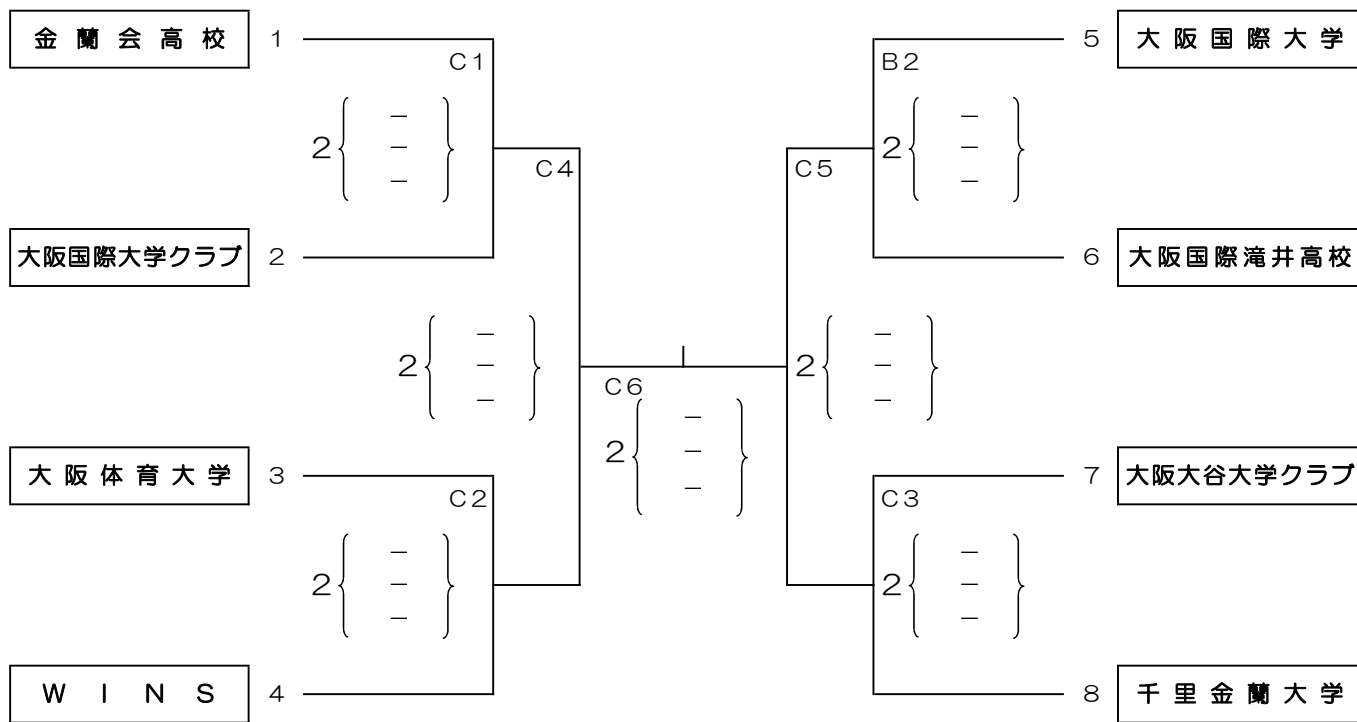 金蘭会高校 1
C1
2 { － }
－
－
大阪国際大学クラブ 2
C4
2 { － }
－
－
大阪体育大学 3
C2
2 { － }
－
－
WINS 4
C6
2 { － }
－
－
5 大阪国際大学
B2
2 { － }
－
－
6 大阪国際滝井高校
C5
2 { － }
－
－
7 大阪大谷大学クラブ
C3
2 { － }
－
－
8 千里金蘭大学